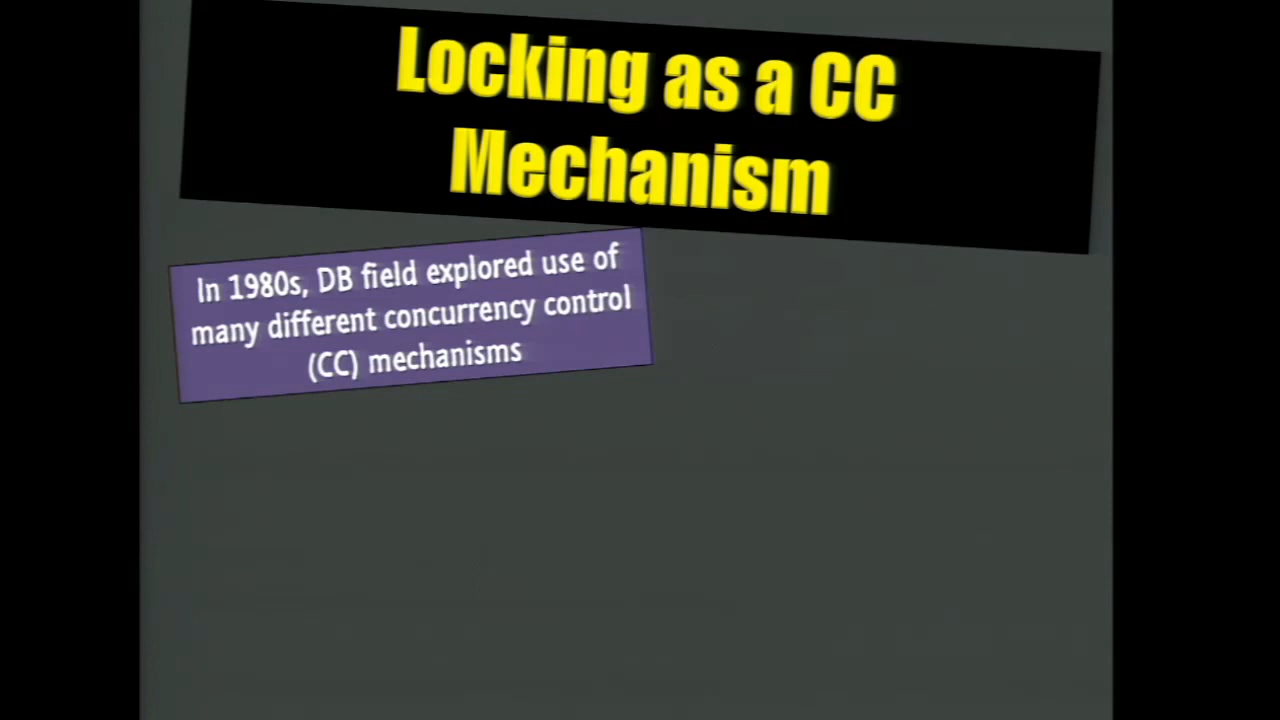 Locking as a CC
Mechanism
In 1980s, DB field explored use of
many different concurrency control
(CC) mechanisms